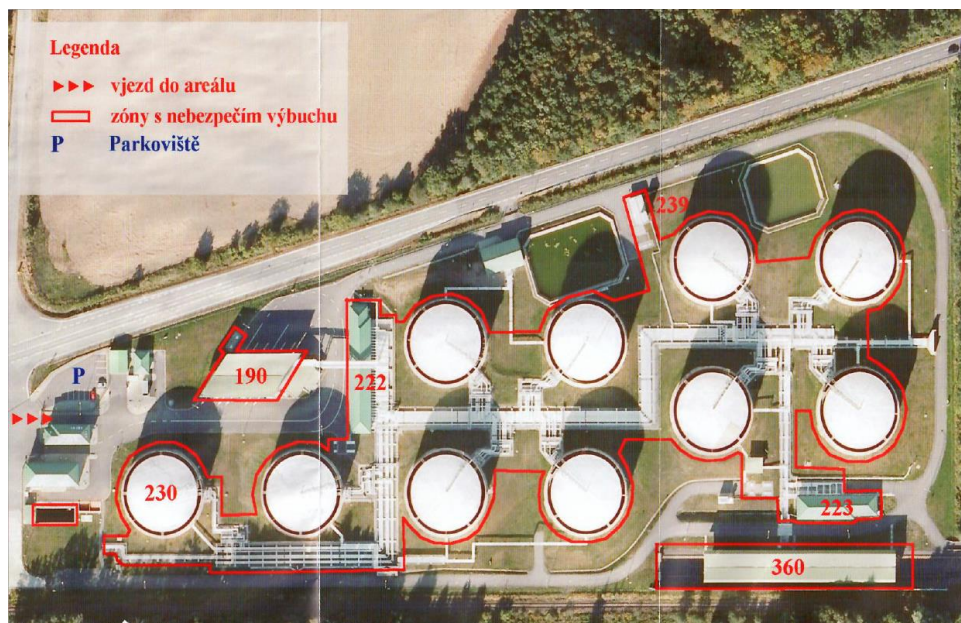 Legenda
vjezd do areálu
zóny s nebezpečím výbuchu
P Parkoviště
239
190
P
222
230
223
360